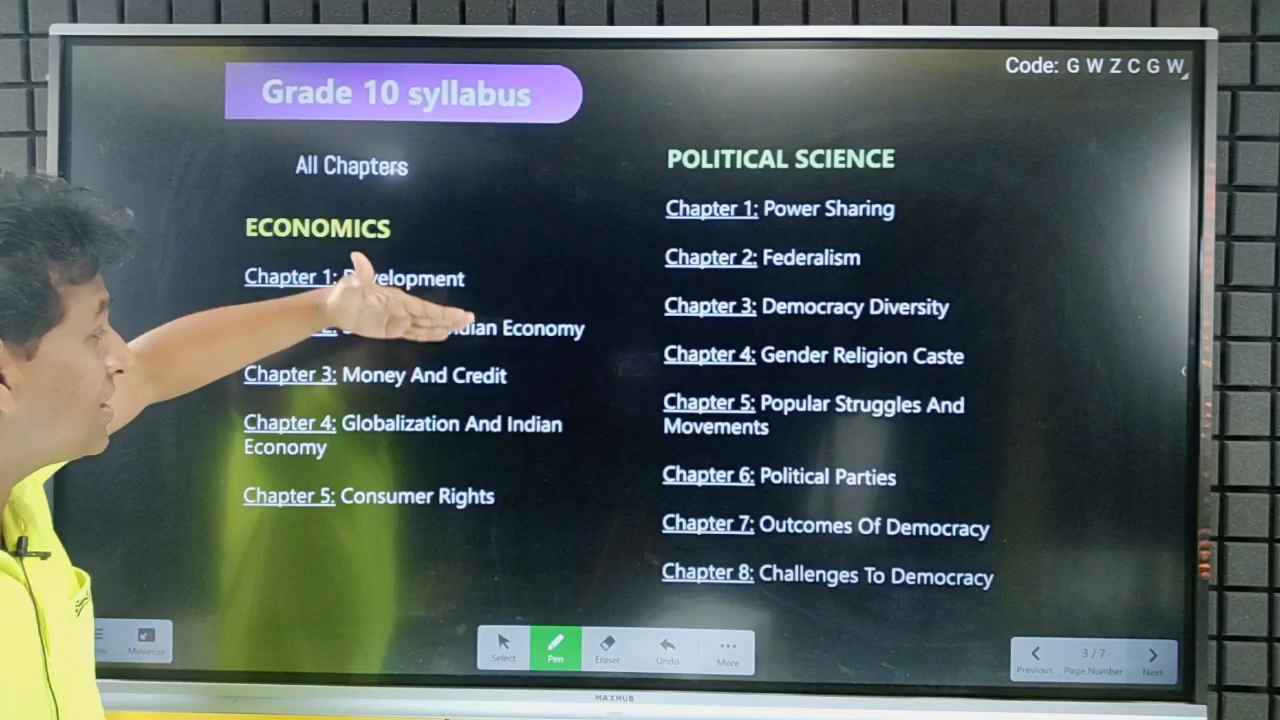 Code: G W Z C G W
Grade 10 syllabus
All Chapters
ECONOMICS
Chapter 1: Development
Indian Economy
Chapter 3: Money And Credit
Chapter 4: Globalization And Indian
Economy
Chapter 5: Consumer Rights
POLITICAL SCIENCE
Chapter 1: Power Sharing
Chapter 2: Federalism
Chapter 3: Democracy Diversity
Chapter 4: Gender Religion Caste
Chapter 5: Popular Struggles And
Movements
Chapter 6: Political Parties
Chapter 7: Outcomes Of Democracy
Chapter 8: Challenges To Democracy
Minimize
Select
Pen
Eraser
Undo
More
Previous
3 / 7
Page Number
Next
MAXHUB